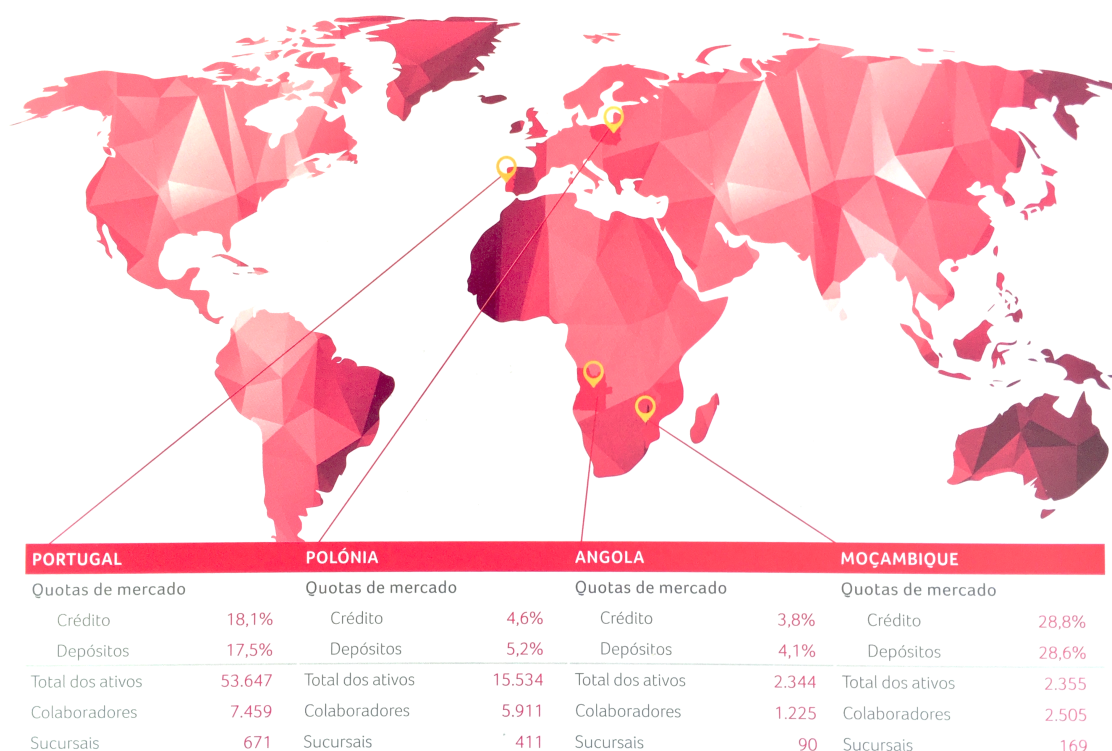 PORTUGAL
Quotas de mercado
Crédito 18,1%
Depósitos 17,5%
Total dos ativos 53.647
Colaboradores 7.459
Sucursais 671
POLÓNIA
Quotas de mercado
Crédito 4,6%
Depósitos 5,2%
Total dos ativos 15.534
Colaboradores 5.911
Sucursais 411
ANGOLA
Quotas de mercado
Crédito 3,8%
Depósitos 4,1%
Total dos ativos 2.344
Colaboradores 1.225
Sucursais 90
MOÇAMBIQUE
Quotas de mercado
Crédito 28,8%
Depósitos 28,6%
Total dos ativos 2.355
Colaboradores 2.505
Sucursais 169